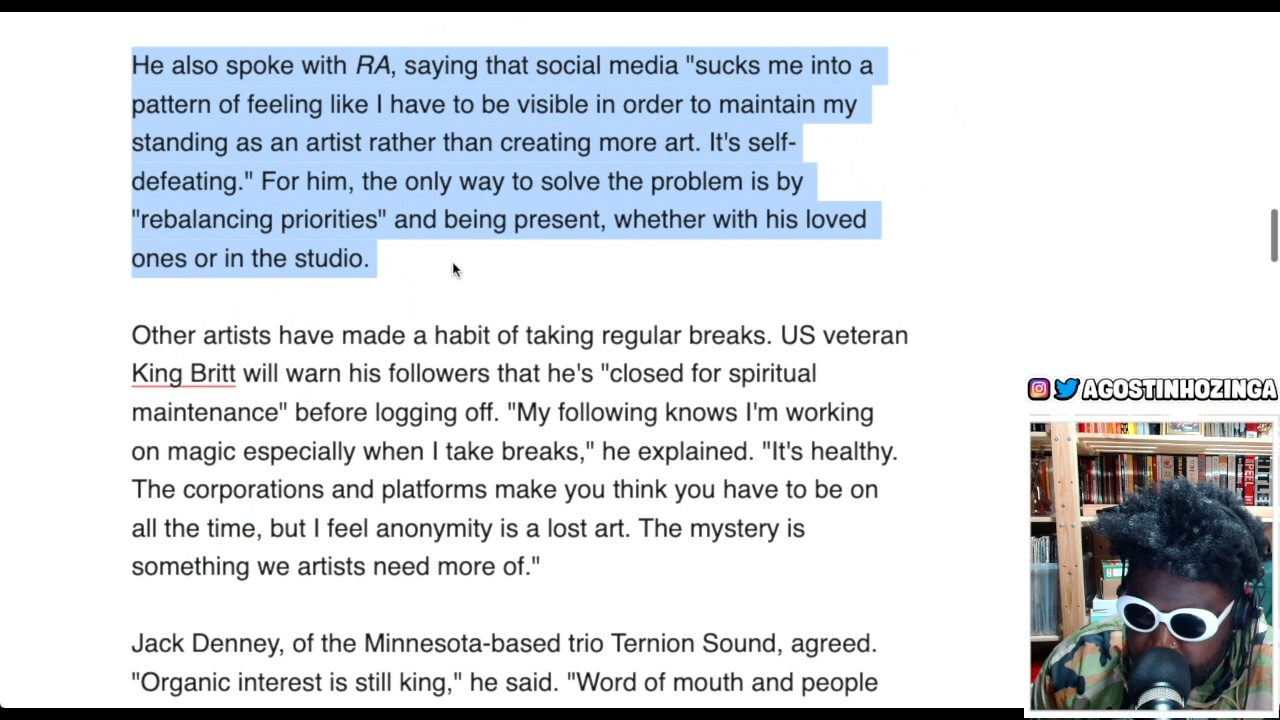 He also spoke with RA, saying that social media "sucks me into a
pattern of feeling like I have to be visible in order to maintain my
standing as an artist rather than creating more art. It's self-
defeating." For him, the only way to solve the problem is by
"rebalancing priorities" and being present, whether with his loved
ones or in the studio.
Other artists have made a habit of taking regular breaks. US veteran
King Britt will warn his followers that he's "closed for spiritual
maintenance" before logging off. "My following knows I'm working
on magic especially when I take breaks," he explained. "It's healthy.
The corporations and platforms make you think you have to be on
all the time, but I feel anonymity is a lost art. The mystery is
something we artists need more of."
Jack Denney, of the Minnesota-based trio Ternion Sound, agreed.
"Organic interest is still king," he said. "Word of mouth and people
AGOSTINHOZINGA
PEEL